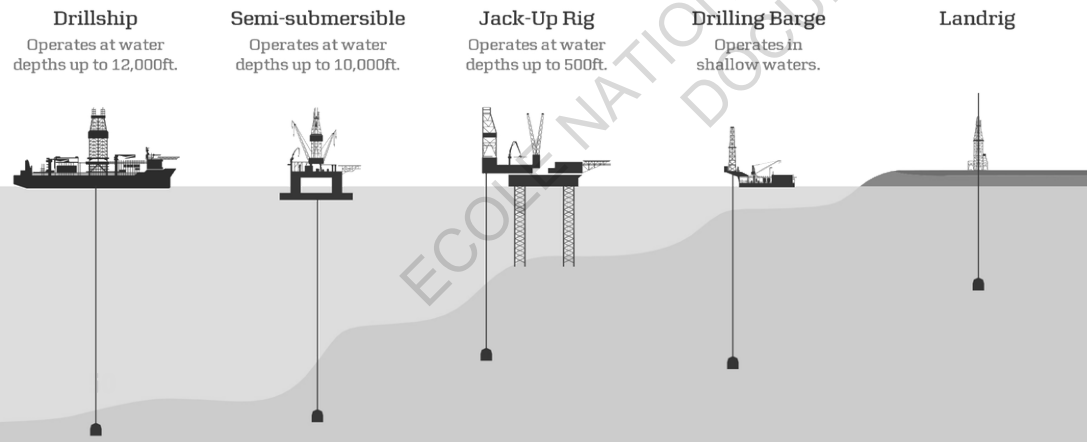 Drillship
Operates at water
depths up to 12,000ft.
Semi-submersible
Operates at water
depths up to 10,000ft.
Jack-Up Rig
Operates at water
depths up to 500ft.
Drilling Barge
Operates in
shallow waters.
Landrig
ECOLE NATIO
DOCU